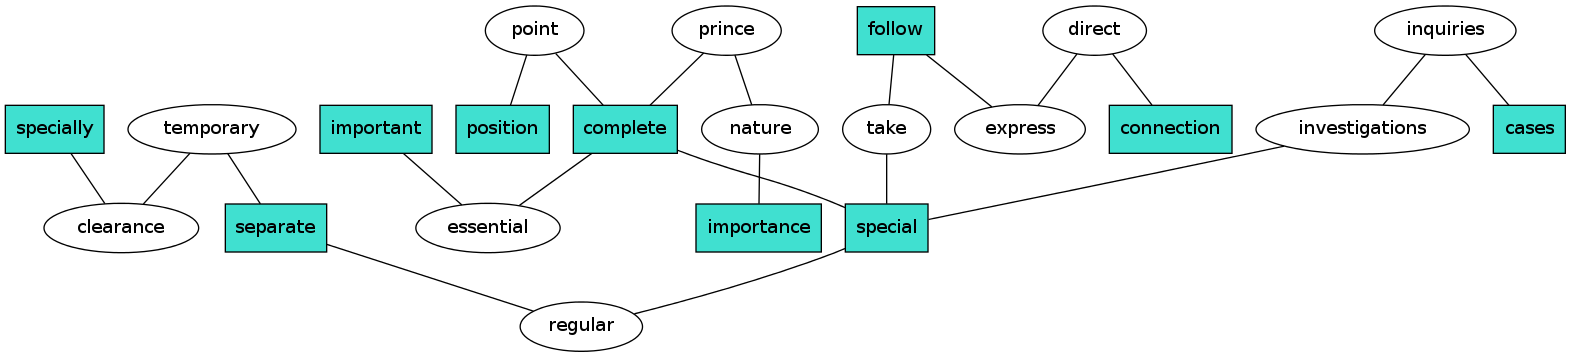 point
prince
follow
direct
inquiries
specially
temporary
important
position
complete
nature
take
express
connection
investigations
cases
clearance
separate
essential
importance
special
regular